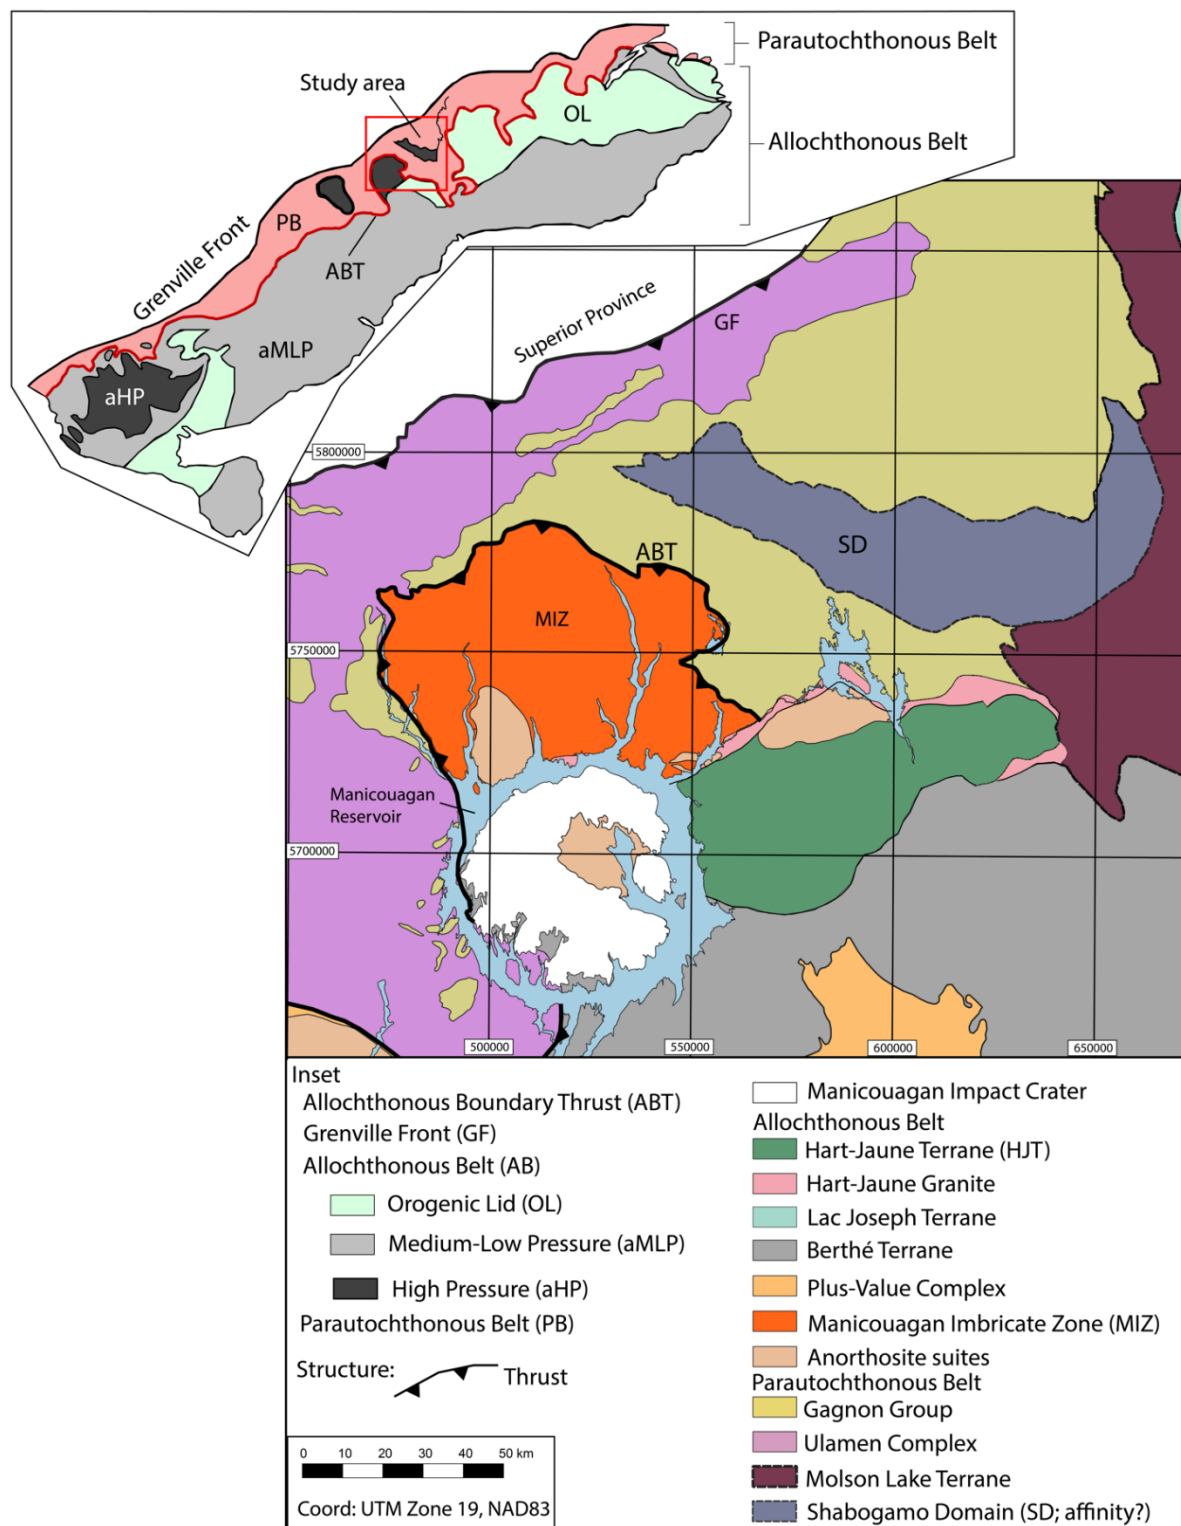 Parautochthonous Belt
Study area
OL
Allochthonous Belt
PB
Grenville Front
ABT
aMLP
aHP
Superior Province
GF
5800000
SD
ABT
MIZ
5750000
Manicouagan
Reservoir
5700000
500000
550000
600000
650000
Inset
Allochthonous Boundary Thrust (ABT)
Grenville Front (GF)
Allochthonous Belt (AB)
Orogenic Lid (OL)
Medium-Low Pressure (aMLP)
High Pressure (aHP)
Parautochthonous Belt (PB)
Structure:
Thrust
0 10 20 30 40 50 km
Coord: UTM Zone 19, NAD83
Manicouagan Impact Crater
Allochthonous Belt
Hart-Jaune Terrane (HJT)
Hart-Jaune Granite
Lac Joseph Terrane
Berthé Terrane
Plus-Value Complex
Manicouagan Imbricate Zone (MIZ)
Anorthosite suites
Parautochthonous Belt
Gagnon Group
Ulamen Complex
Molson Lake Terrane
Shabogamo Domain (SD; affinity?)